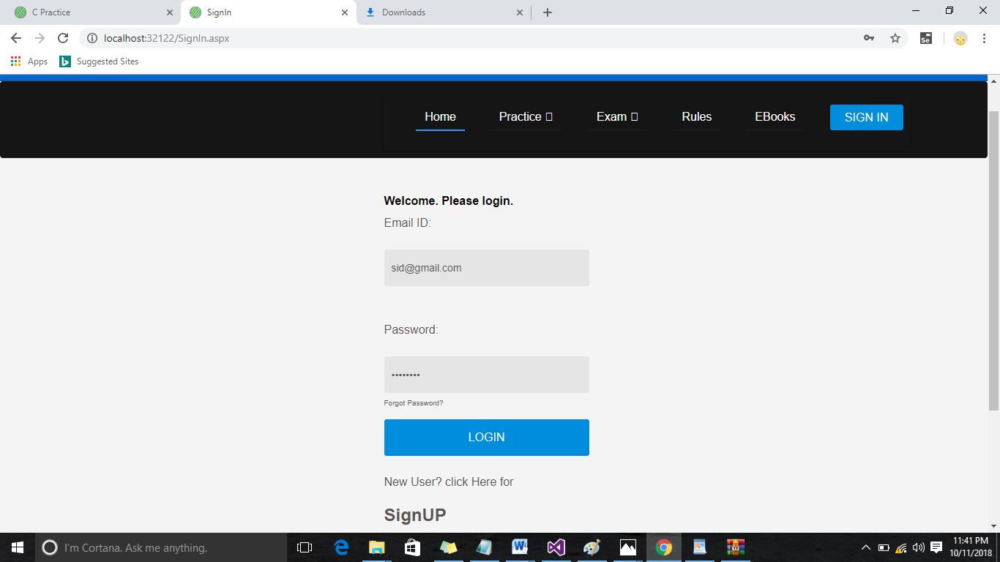 C Practice
SignIn
Downloads
localhost:32122/SignIn.aspx
Se
Apps
Suggested Sites
Home
Practice
Exam
Rules
EBooks
SIGN IN
Welcome. Please login.
Email ID:
sid@gmail.com
Password:
••••••••
Forgot Password?
LOGIN
New User? click Here for
SignUP
I'm Cortana. Ask me anything.
11:41 PM
10/11/2018